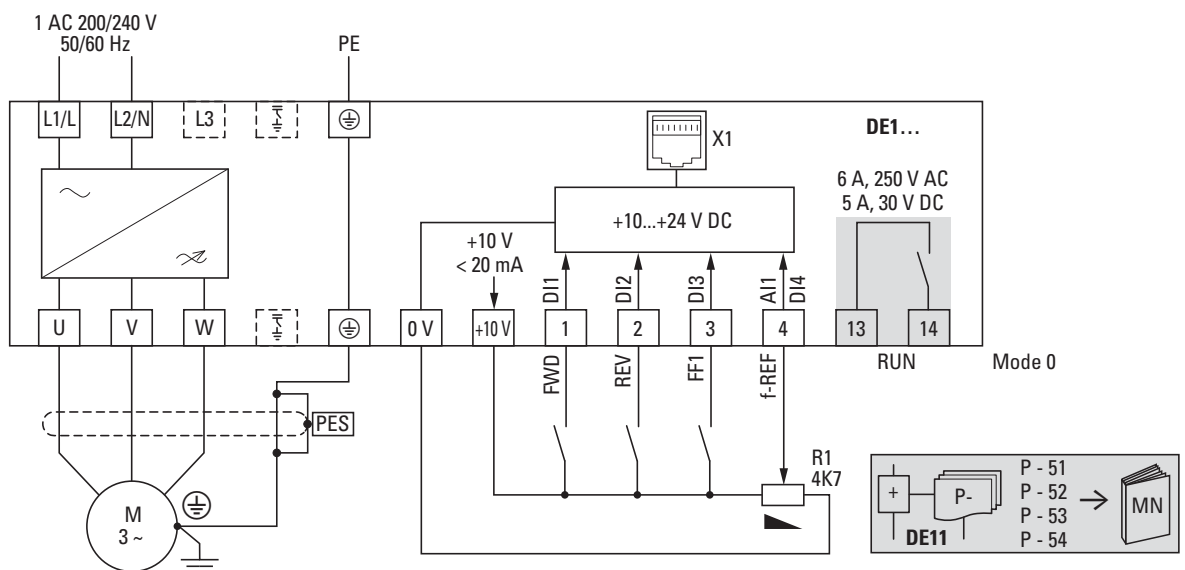 1 AC 200/240 V
50/60 Hz
PE
L1/L
L2/N
L3
X1
DE1...
6 A, 250 V AC
5 A, 30 V DC
+10...+24 V DC
+10 V
< 20 mA
DI1
DI2
DI3
AI1
DI4
U
V
W
0 V
+10 V
1
2
3
4
13
14
FWD
REV
FF1
f-REF
RUN
Mode 0
PES
R1
4K7
M
3 ~
+
P-
DE11
P - 51
P - 52
P - 53
P - 54
MN